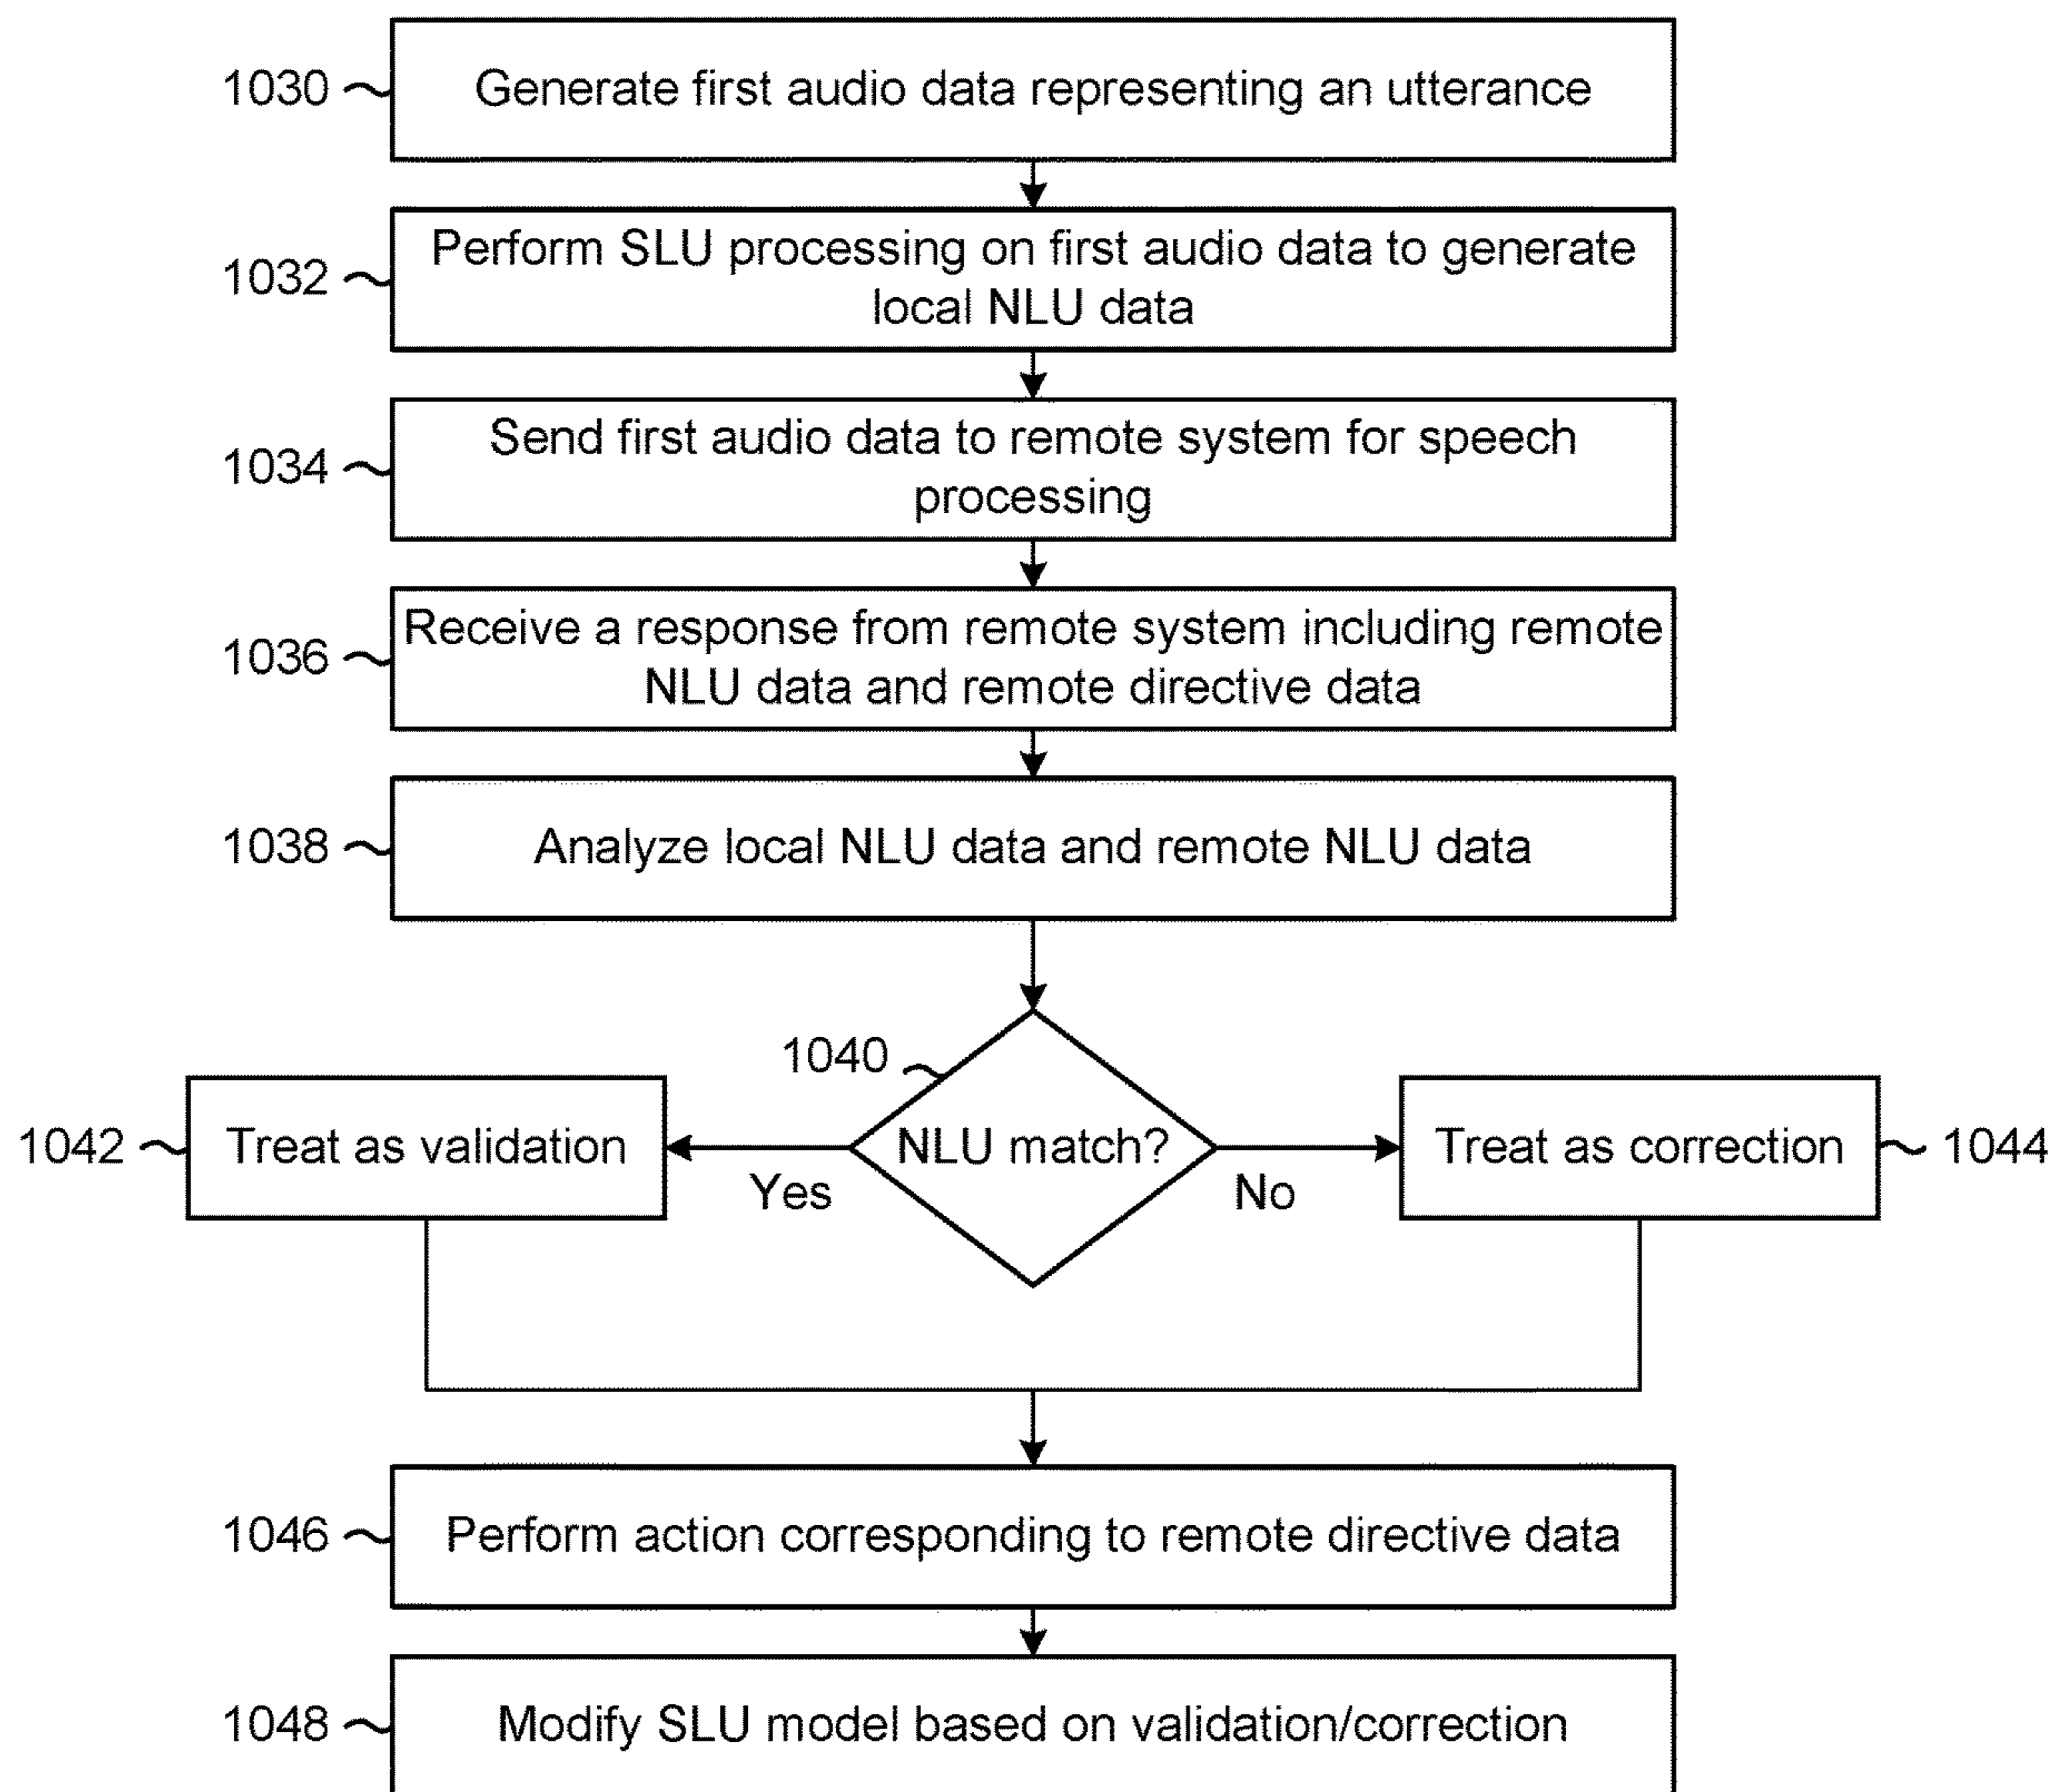 1030
Generate first audio data representing an utterance
1032
Perform SLU processing on first audio data to generate
local NLU data
1034
Send first audio data to remote system for speech
processing
1036
Receive a response from remote system including remote
NLU data and remote directive data
1038
Analyze local NLU data and remote NLU data
1040
1042
Treat as validation
NLU match?
Treat as correction
1044
Yes
No
1046
Perform action corresponding to remote directive data
1048
Modify SLU model based on validation/correction